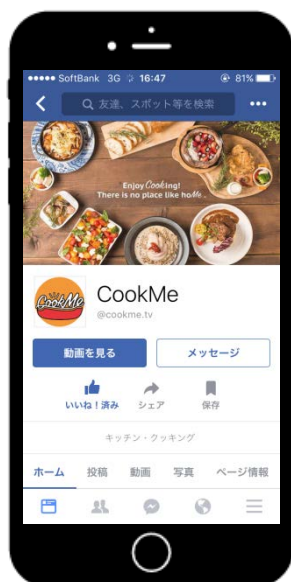 SoftBank 3G 16:47 81%
友達、スポット等を検索
Enjoy Cooking!
There is no place like home
CookMe
CookMe
@cookme.tv
動画を見る
メッセージ
いいね！済み
シェア
保存
キッチン・クッキング
ホーム 投稿 動画 写真 ページ情報